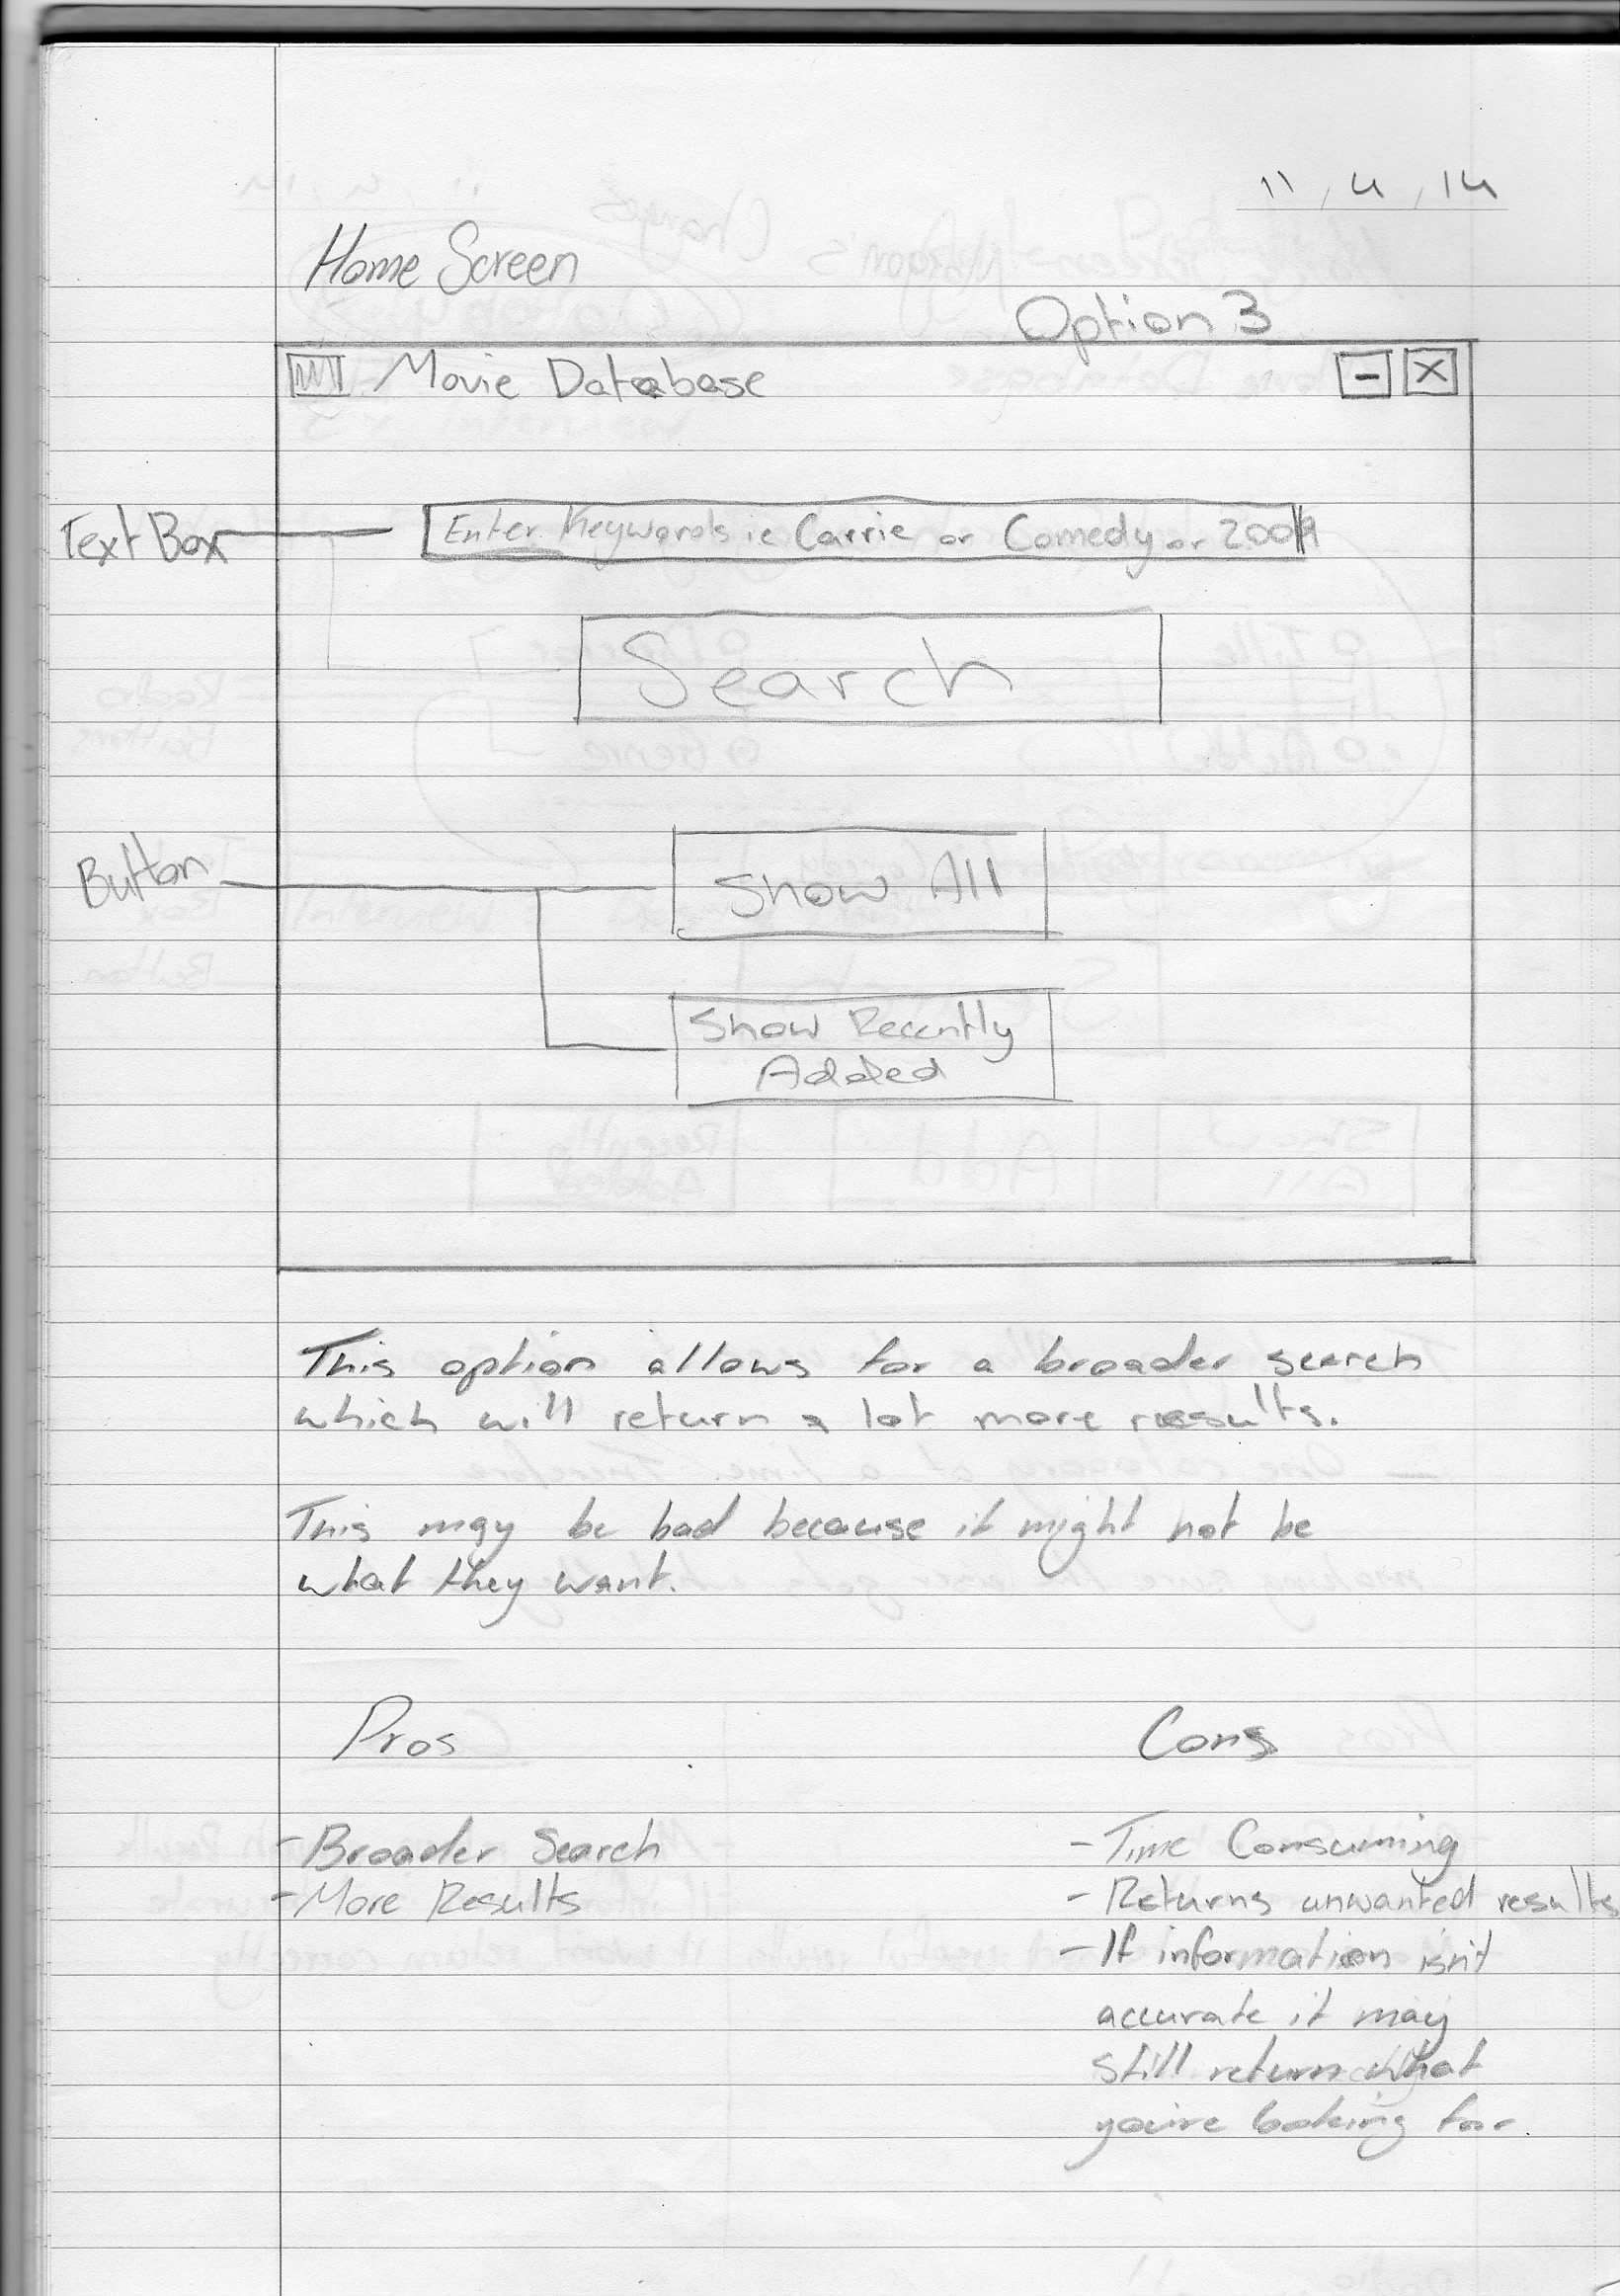 11, 4, 14
Home Screen
Option 3
Movie Database
Text Box
Enter Keywords ie Carrie or Comedy or 2009
Search
Button
Show All
Show Recently
Added
This option allows for a broader search
which will return a lot more results.
This may be bad because it might not be
what they want.
Pros
Cons
- Broader Search
- More Results
- Time Consuming
- Returns unwanted results
- If information isn't
accurate it may
still return what
you're looking for.